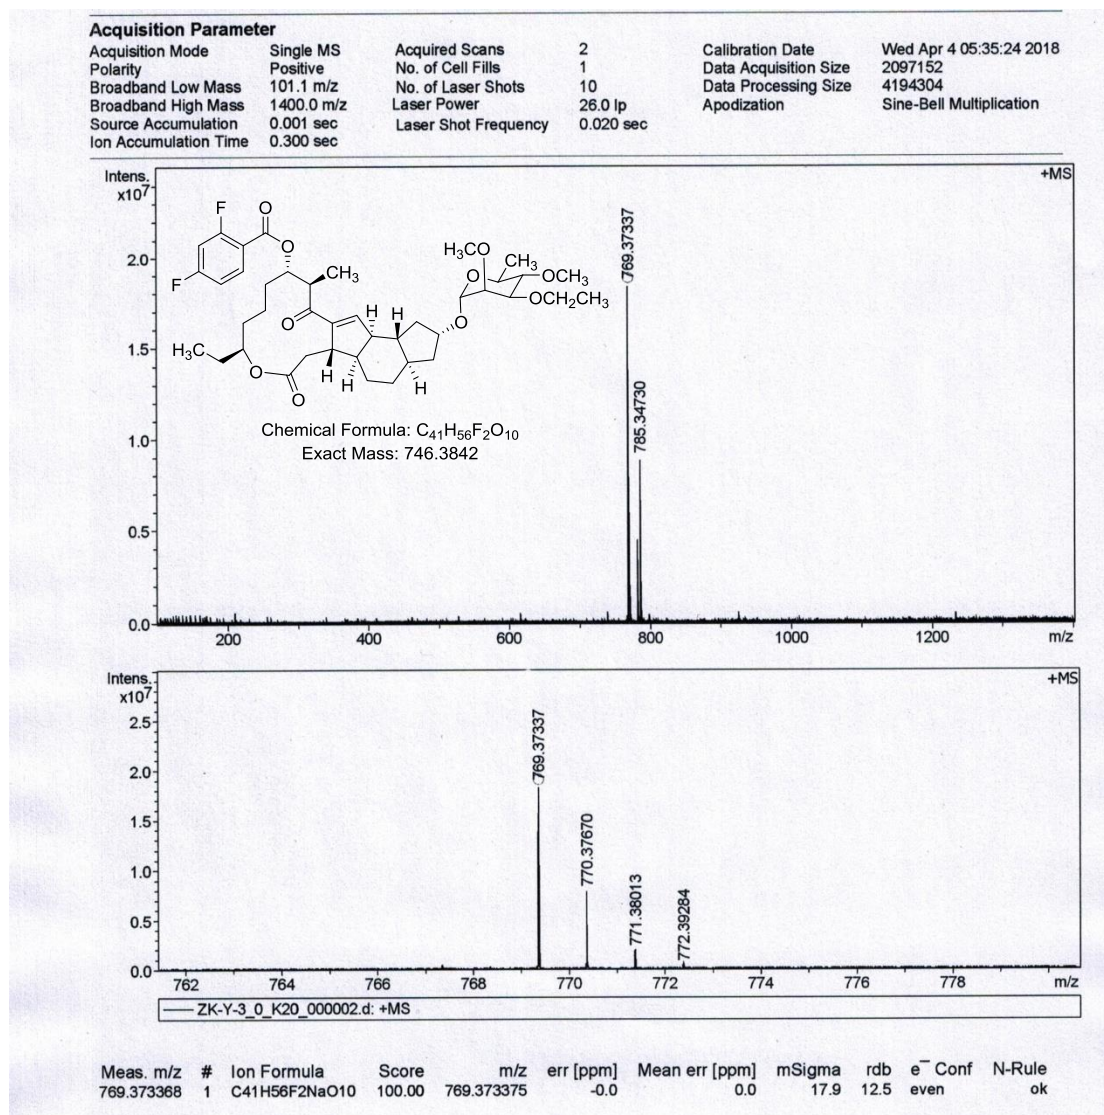 Acquisition Parameter
Acquisition Mode Single MS Acquired Scans 2 Calibration Date Wed Apr 4 05:35:24 2018
Polarity Positive No. of Cell Fills 1 Data Acquisition Size 2097152
Broadband Low Mass 101.1 m/z No. of Laser Shots 10 Data Processing Size 4194304
Broadband High Mass 1400.0 m/z Laser Power 26.0 lp Apodization Sine-Bell Multiplication
Source Accumulation 0.001 sec Laser Shot Frequency 0.020 sec
Ion Accumulation Time 0.300 sec
Intens. +MS
x10⁷
2.0
1.5
1.0
0.5
0.0
769.37337
785.34730
F O
O
F
CH₃
H₃CO
O CH₃ OCH₃
OCH₂CH₃
O
O H H
H₃C
O H H H
O
Chemical Formula: C₄₁H₅₆F₂O₁₀
Exact Mass: 746.3842
200 400 600 800 1000 1200 m/z
Intens. +MS
x10⁷
2.5
2.0
1.5
1.0
0.5
0.0
769.37337
770.37670
771.38013
772.39284
762 764 766 768 770 772 774 776 778 m/z
ZK-Y-3_0_K20_000002.d: +MS
Meas. m/z # Ion Formula Score m/z err [ppm] Mean err [ppm] mSigma rdb e⁻ Conf N-Rule
769.373368 1 C41H56F2NaO10 100.00 769.373375 -0.0 0.0 17.9 12.5 even ok